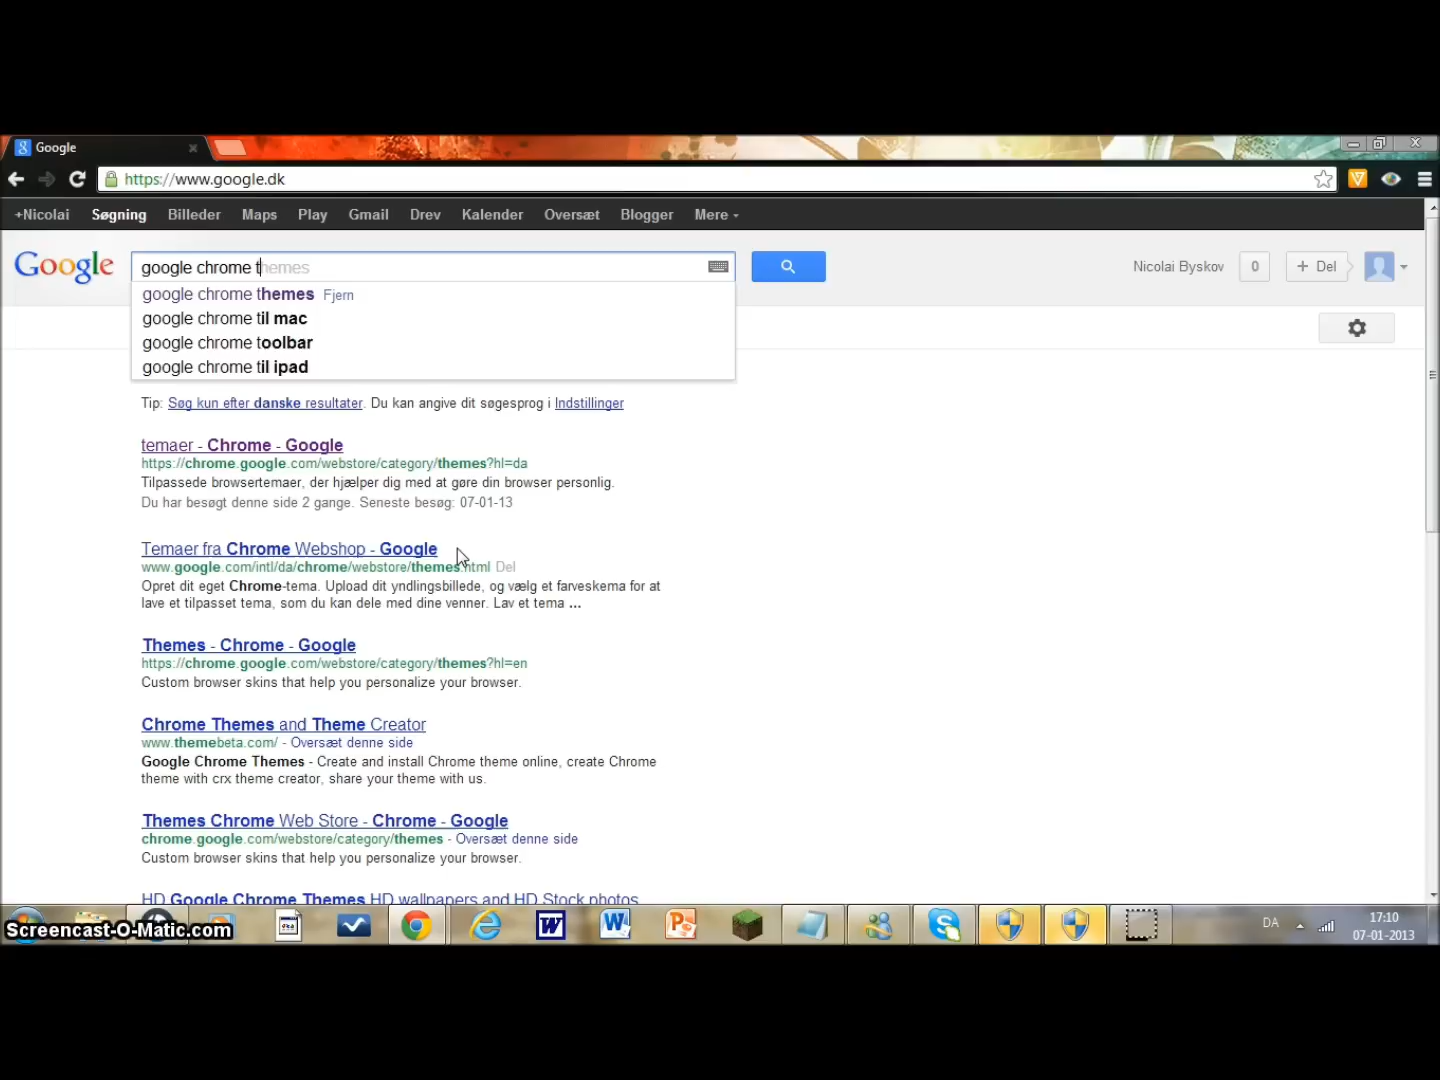 Google
https://www.google.dk
+Nicolai Søgning Billeder Maps Play Gmail Drev Kalender Oversæt Blogger Mere
Google google chrome themes Nicolai Byskov 0 + Del
google chrome themes Fjern
google chrome til mac
google chrome toolbar
google chrome til ipad
Tip: Søg kun efter danske resultater. Du kan angive dit søgesprog i Indstillinger
temaer - Chrome - Google
https://chrome.google.com/webstore/category/themes?hl=da
Tilpassede browsertemaer, der hjælper dig med at gøre din browser personlig.
Du har besøgt denne side 2 gange. Seneste besøg: 07-01-13
Temaer fra Chrome Webshop - Google
www.google.com/intl/da/chrome/webstore/themes.html Del
Opret dit eget Chrome-tema. Upload dit yndlingsbillede, og vælg et farveskema for at
lave et tilpasset tema, som du kan dele med dine venner. Lav et tema ...
Themes - Chrome - Google
https://chrome.google.com/webstore/category/themes?hl=en
Custom browser skins that help you personalize your browser.
Chrome Themes and Theme Creator
www.themebeta.com/ - Oversæt denne side
Google Chrome Themes - Create and install Chrome theme online, create Chrome
theme with crx theme creator, share your theme with us.
Themes Chrome Web Store - Chrome - Google
chrome.google.com/webstore/category/themes - Oversæt denne side
Custom browser skins that help you personalize your browser.
HD Google Chrome Themes HD wallpapers and HD Stock photos
Screencast-O-Matic.com
DA 17:10
07-01-2013